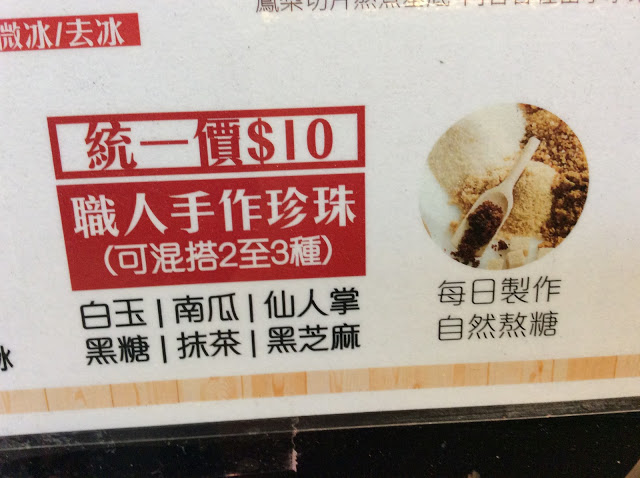 微冰/去冰
統一價$10
職人手作珍珠
(可混搭2至3種)
白玉 | 南瓜 | 仙人掌
黑糖 | 抹茶 | 黑芝麻
每日製作
自然熬糖
冰